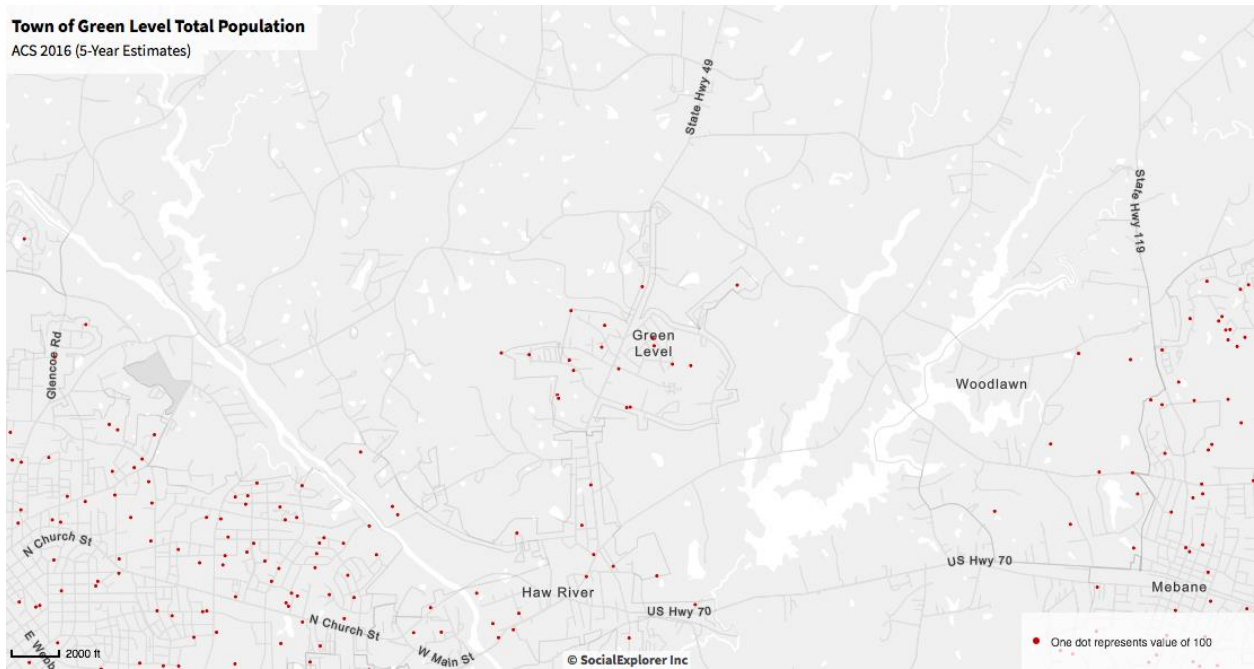 Town of Green Level Total Population
ACS 2016 (5-Year Estimates)
State Hwy 49
State Hwy 119
Glencoe Rd
Green
Level
Woodlawn
N Church St
US Hwy 70
Mebane
Haw River
US Hwy 70
N Church St
W Main St
E Webb
2000 ft
One dot represents value of 100
© SocialExplorer Inc